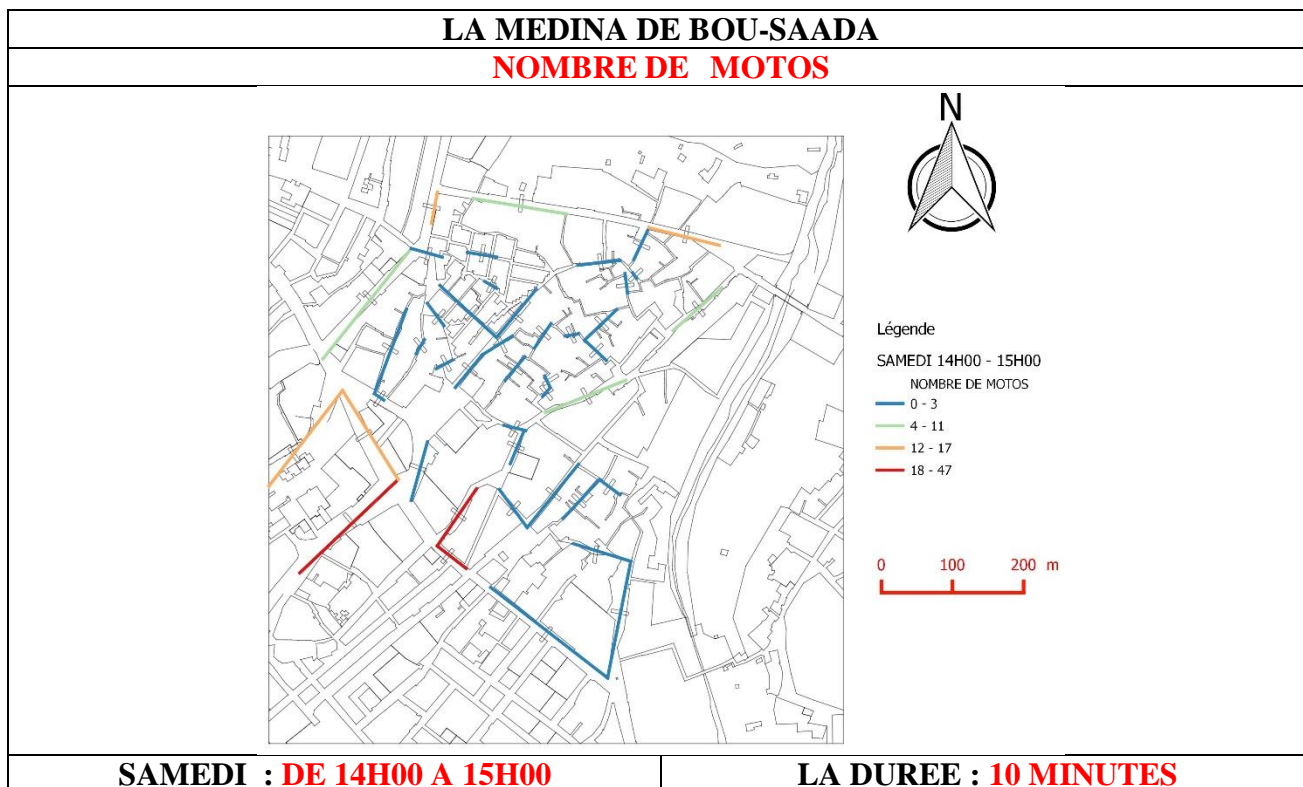 LA MEDINA DE BOU-SAADA
NOMBRE DE MOTOS
N
Légende
SAMEDI 14H00 - 15H00
NOMBRE DE MOTOS
0 - 3
4 - 11
12 - 17
18 - 47
0 100 200 m
SAMEDI : DE 14H00 A 15H00
LA DUREE : 10 MINUTES